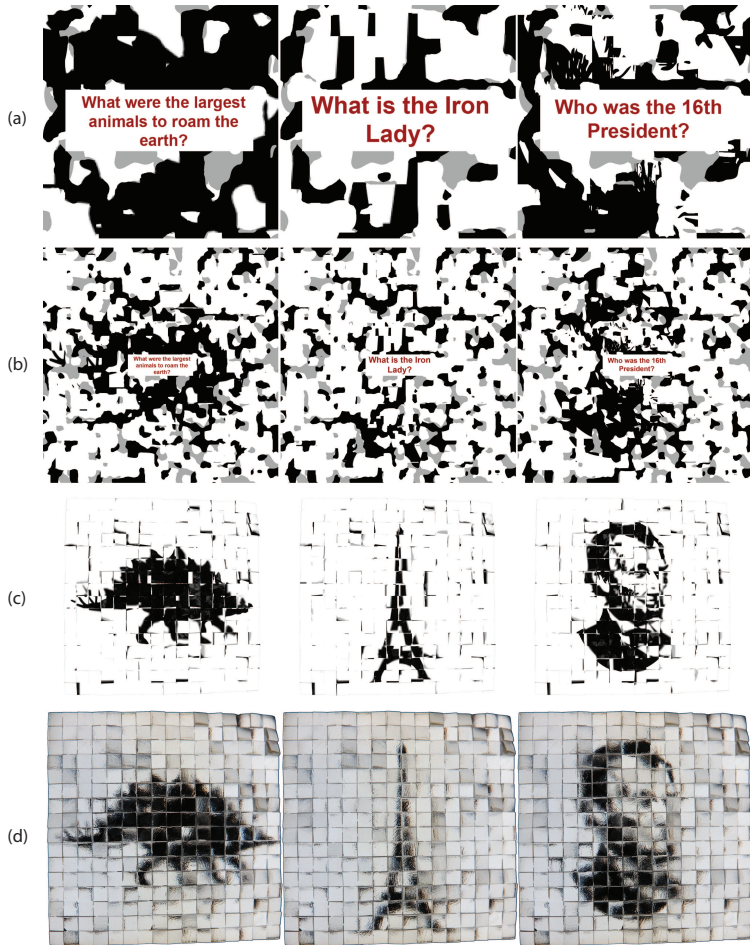 (a)
What were the largest
animals to roam the
earth?
What is the Iron
Lady?
Who was the 16th
President?
(b)
What were the largest
animals to roam the
earth?
What is the Iron
Lady?
Who was the 16th
President?
(c)
(d)